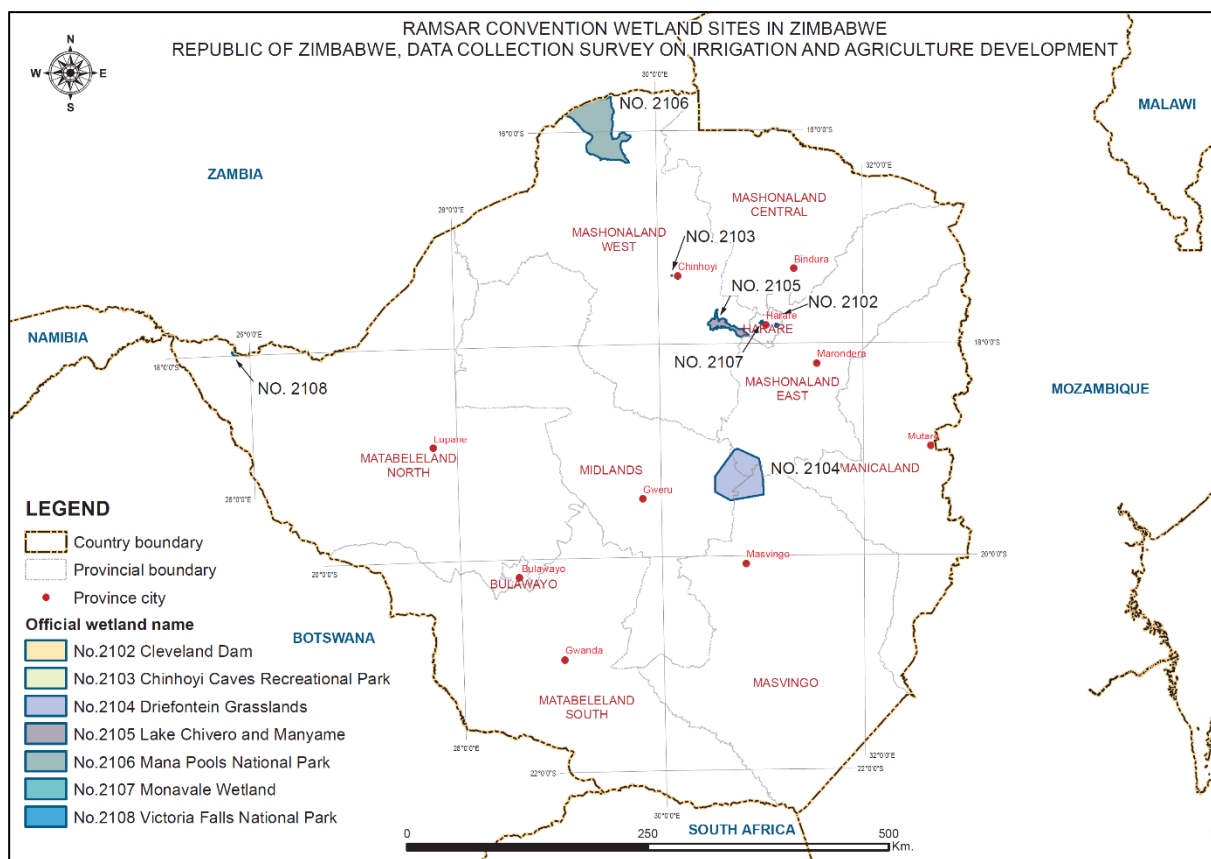 RAMSAR CONVENTION WETLAND SITES IN ZIMBABWE
REPUBLIC OF ZIMBABWE, DATA COLLECTION SURVEY ON IRRIGATION AND AGRICULTURE DEVELOPMENT
N
W
E
S
30°0'0"E
NO. 2106
MALAWI
16°0'0"S
16°0'0"S
32°0'0"E
ZAMBIA
28°0'0"E
MASHONALAND
CENTRAL
MASHONALAND
WEST
NO. 2103
Chinhoyi
Bindura
NO. 2105
NO. 2102
Harare
HARARE
NAMIBIA
26°0'0"E
18°0'0"S
18°0'0"S
NO. 2107
Marondera
NO. 2108
MASHONALAND
EAST
MOZAMBIQUE
Lupane
Mutare
MATABELELAND
NORTH
MIDLANDS
NO. 2104
MANICALAND
Gweru
26°0'0"E
LEGEND
Country boundary
Provincial boundary
Province city
Official wetland name
No.2102 Cleveland Dam
No.2103 Chinhoyi Caves Recreational Park
No.2104 Driefontein Grasslands
No.2105 Lake Chivero and Manyame
No.2106 Mana Pools National Park
No.2107 Monavale Wetland
No.2108 Victoria Falls National Park
20°0'0"S
20°0'0"S
Masvingo
Bulawayo
BULAWAYO
BOTSWANA
Gwanda
MASVINGO
MATABELELAND
SOUTH
28°0'0"E
32°0'0"E
22°0'0"S
22°0'0"S
30°0'0"E
SOUTH AFRICA
0
250
500
Km.